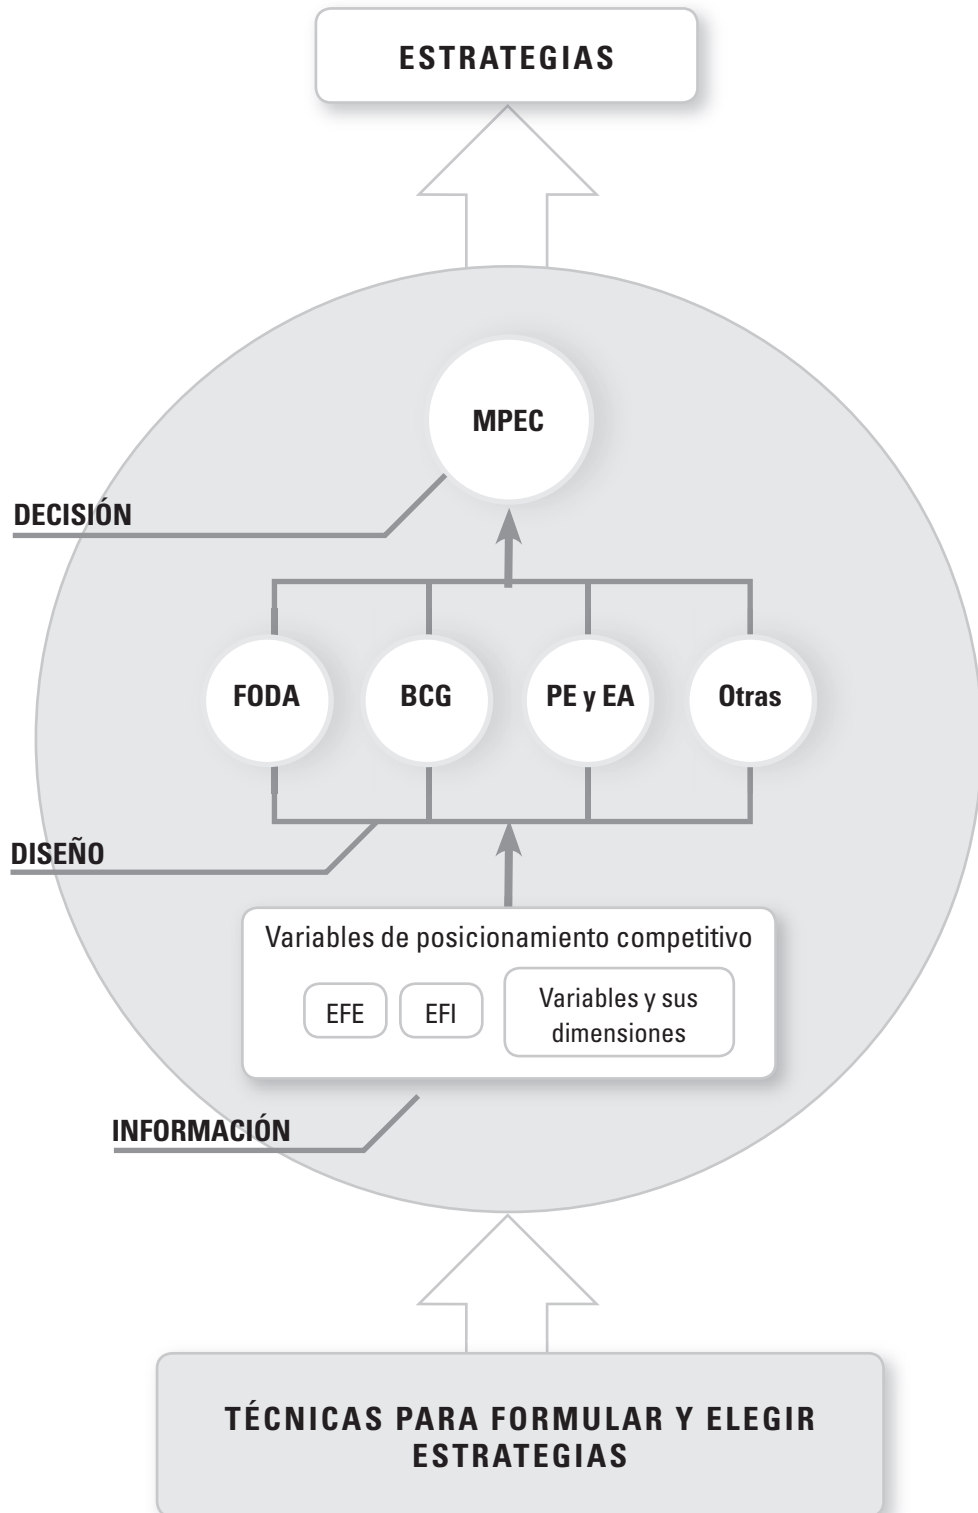 ESTRATEGIAS
MPEC
DECISIÓN
FODA
BCG
PE y EA
Otras
DISEÑO
Variables de posicionamiento competitivo
EFE
EFI
Variables y sus
dimensiones
INFORMACIÓN
TÉCNICAS PARA FORMULAR Y ELEGIR
ESTRATEGIAS